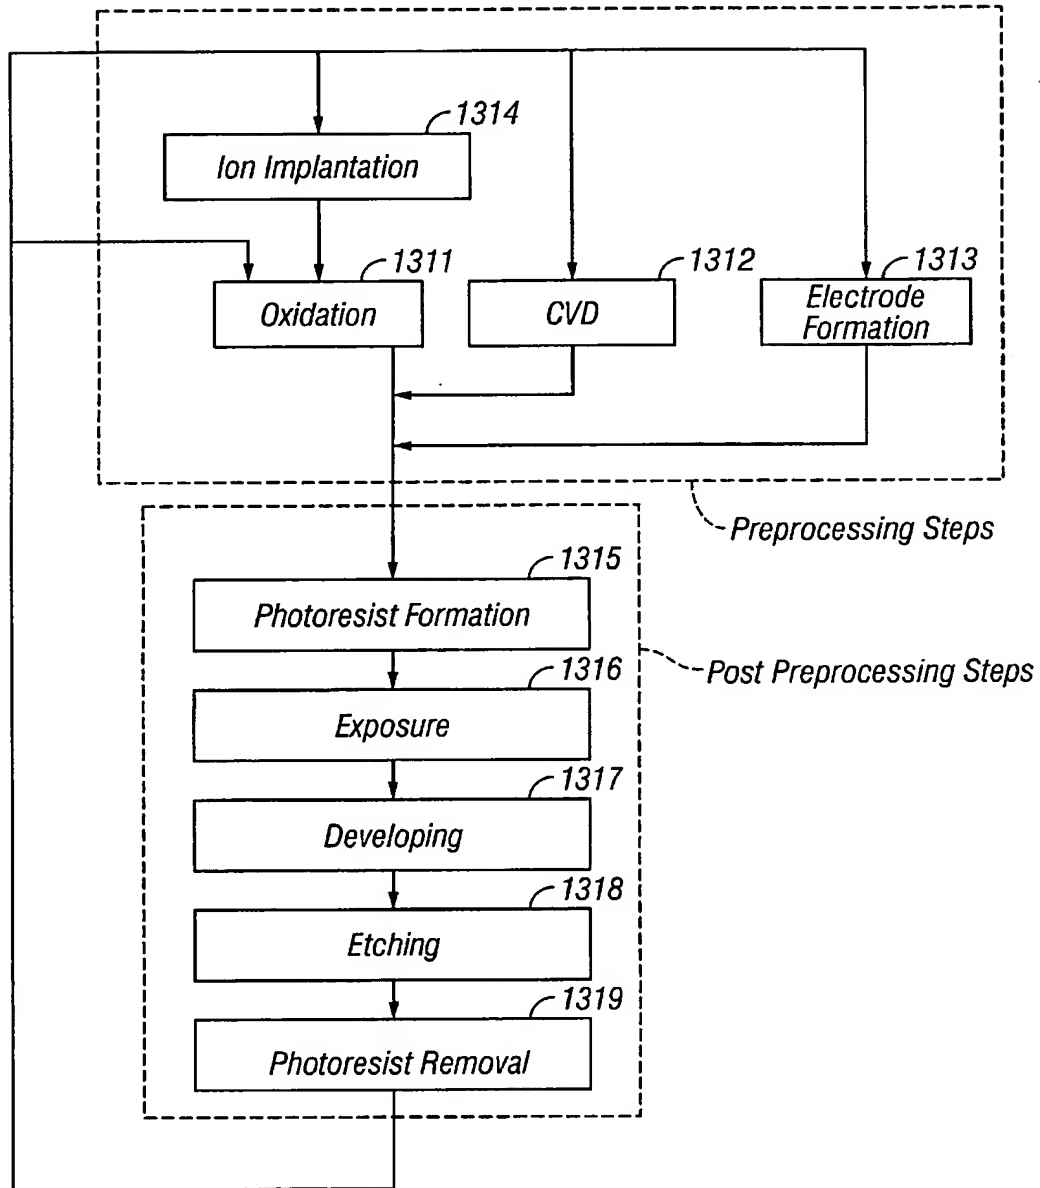 1314
Ion Implantation
1311
Oxidation
1312
CVD
1313
Electrode
Formation
Preprocessing Steps
1315
Photoresist Formation
Post Preprocessing Steps
1316
Exposure
1317
Developing
1318
Etching
1319
Photoresist Removal